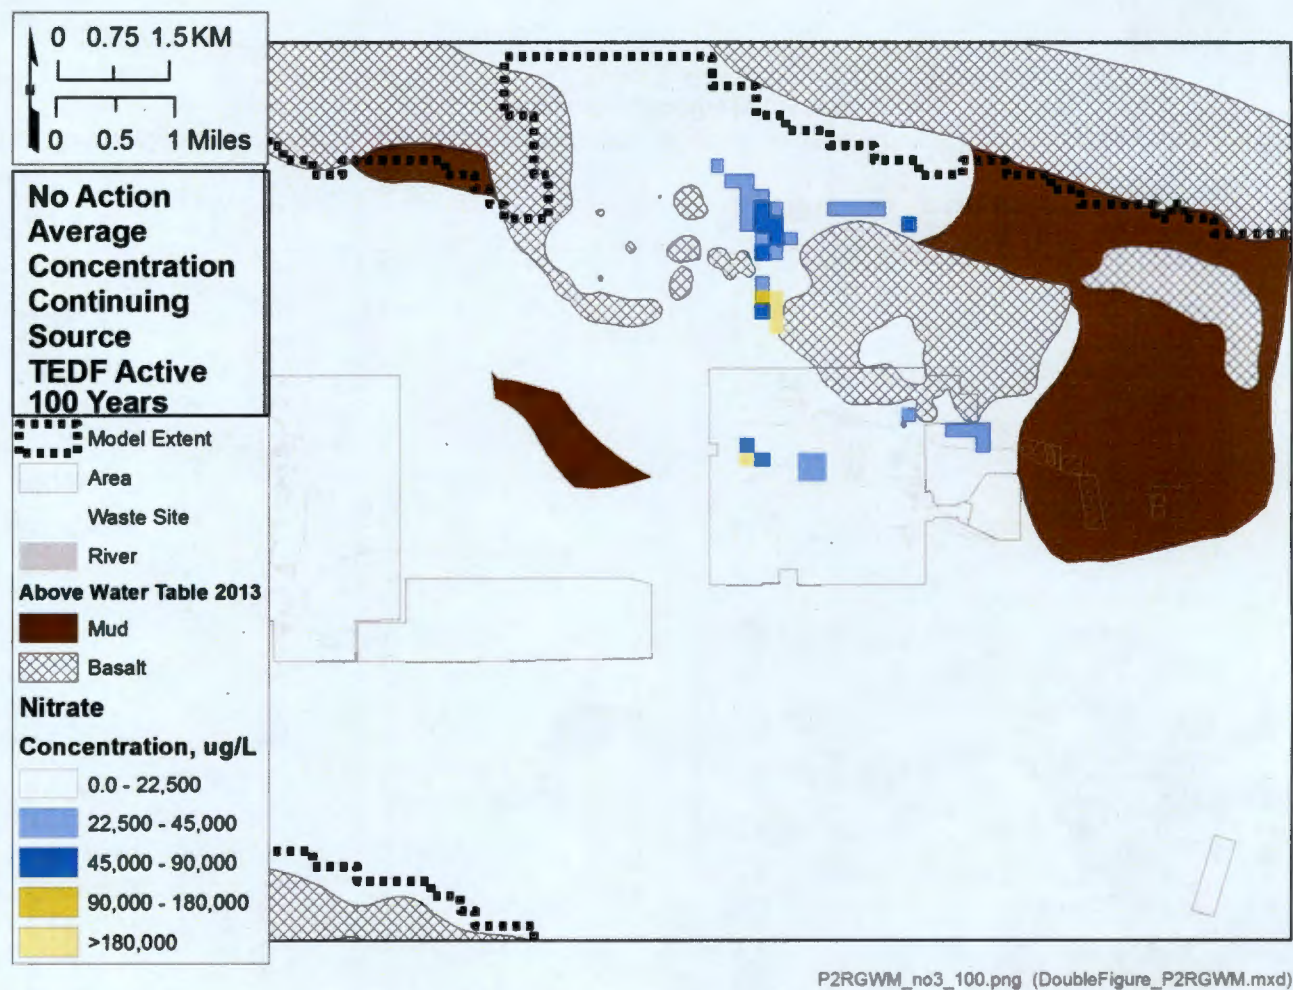 0 0.75 1.5KM
0 0.5 1 Miles
No Action
Average
Concentration
Continuing
Source
TEDF Active
100 Years
Model Extent
Area
Waste Site
River
Above Water Table 2013
Mud
Basalt
Nitrate
Concentration, ug/L
0.0 - 22,500
22,500 - 45,000
45,000 - 90,000
90,000 - 180,000
>180,000
P2RGWM_no3_100.png (DoubleFigure_P2RGWM.mxd)